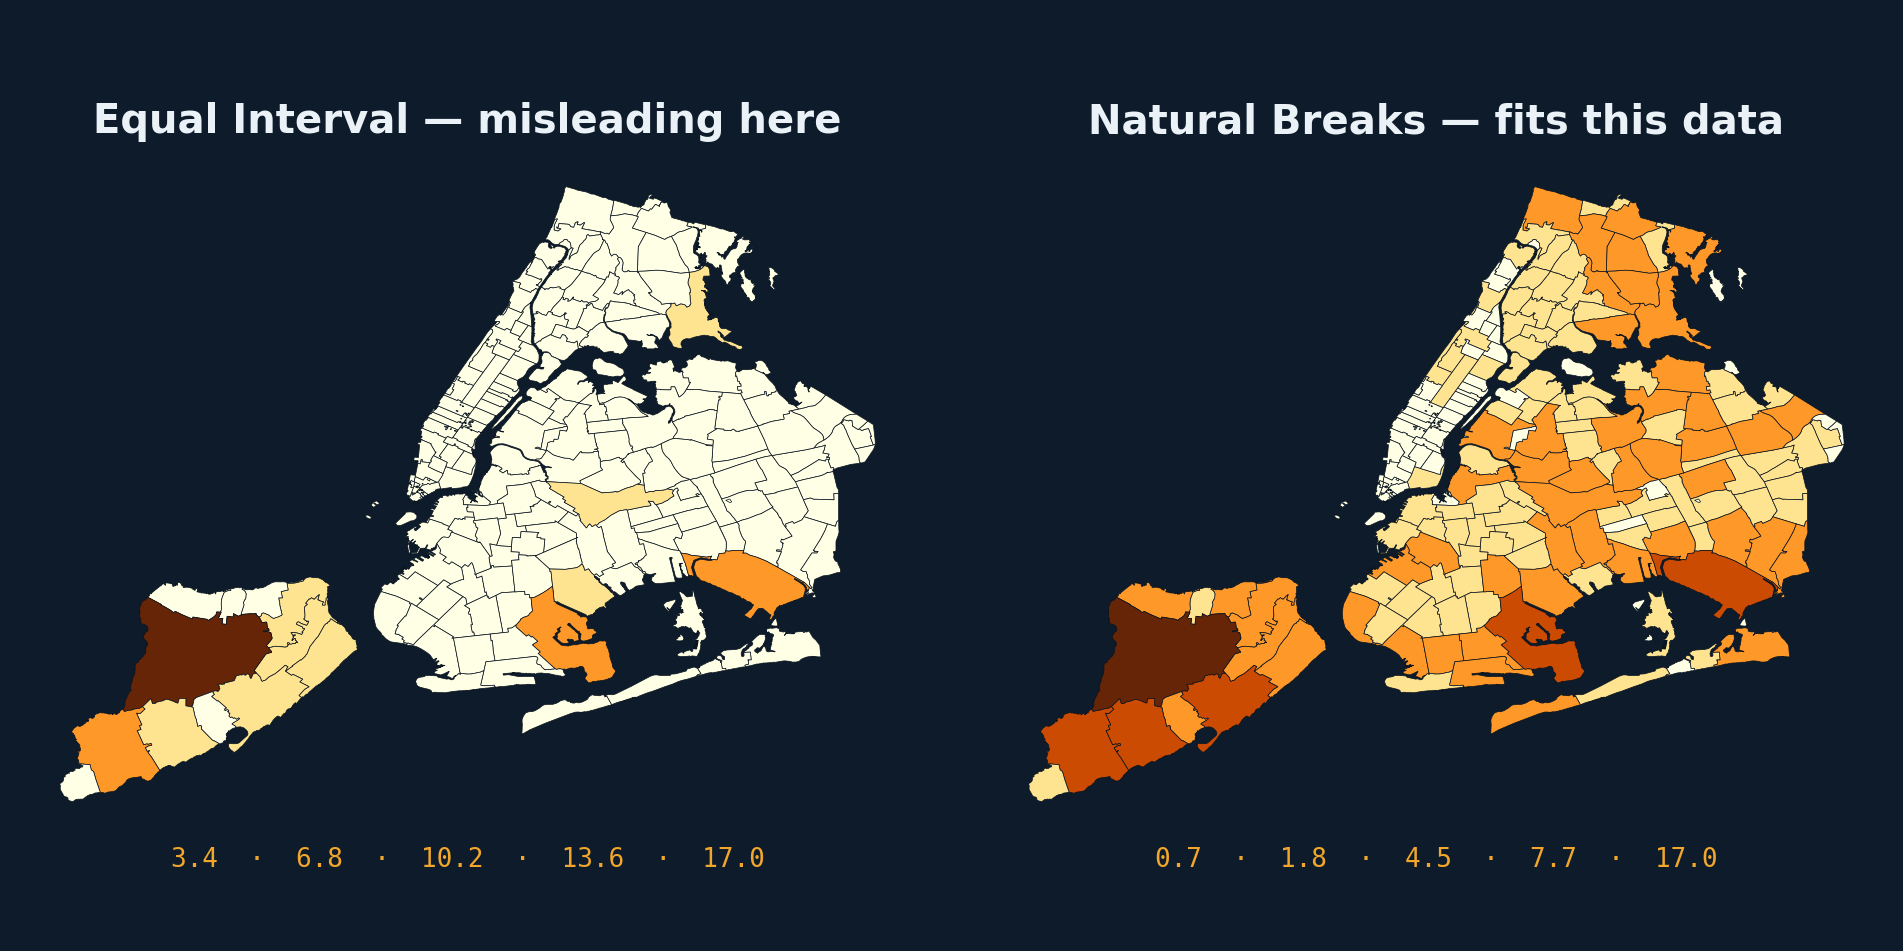 Equal Interval — misleading here
Natural Breaks — fits this data
3.4 · 6.8 · 10.2 · 13.6 · 17.0
0.7 · 1.8 · 4.5 · 7.7 · 17.0